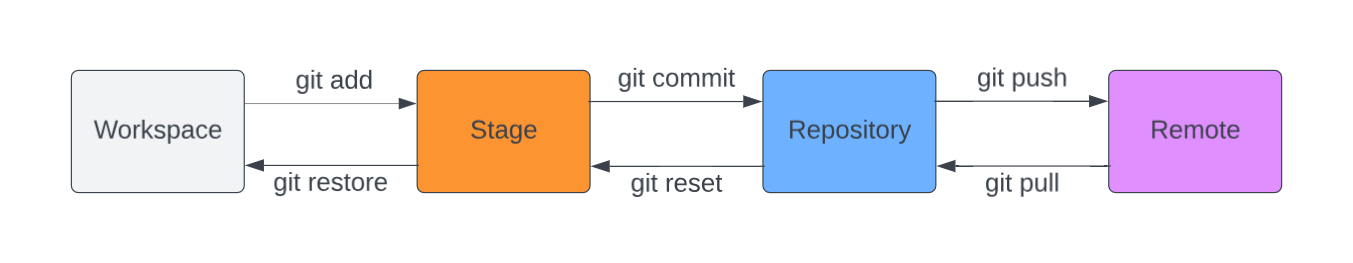 git add
git commit
git push
Workspace
Stage
Repository
Remote
git restore
git reset
git pull